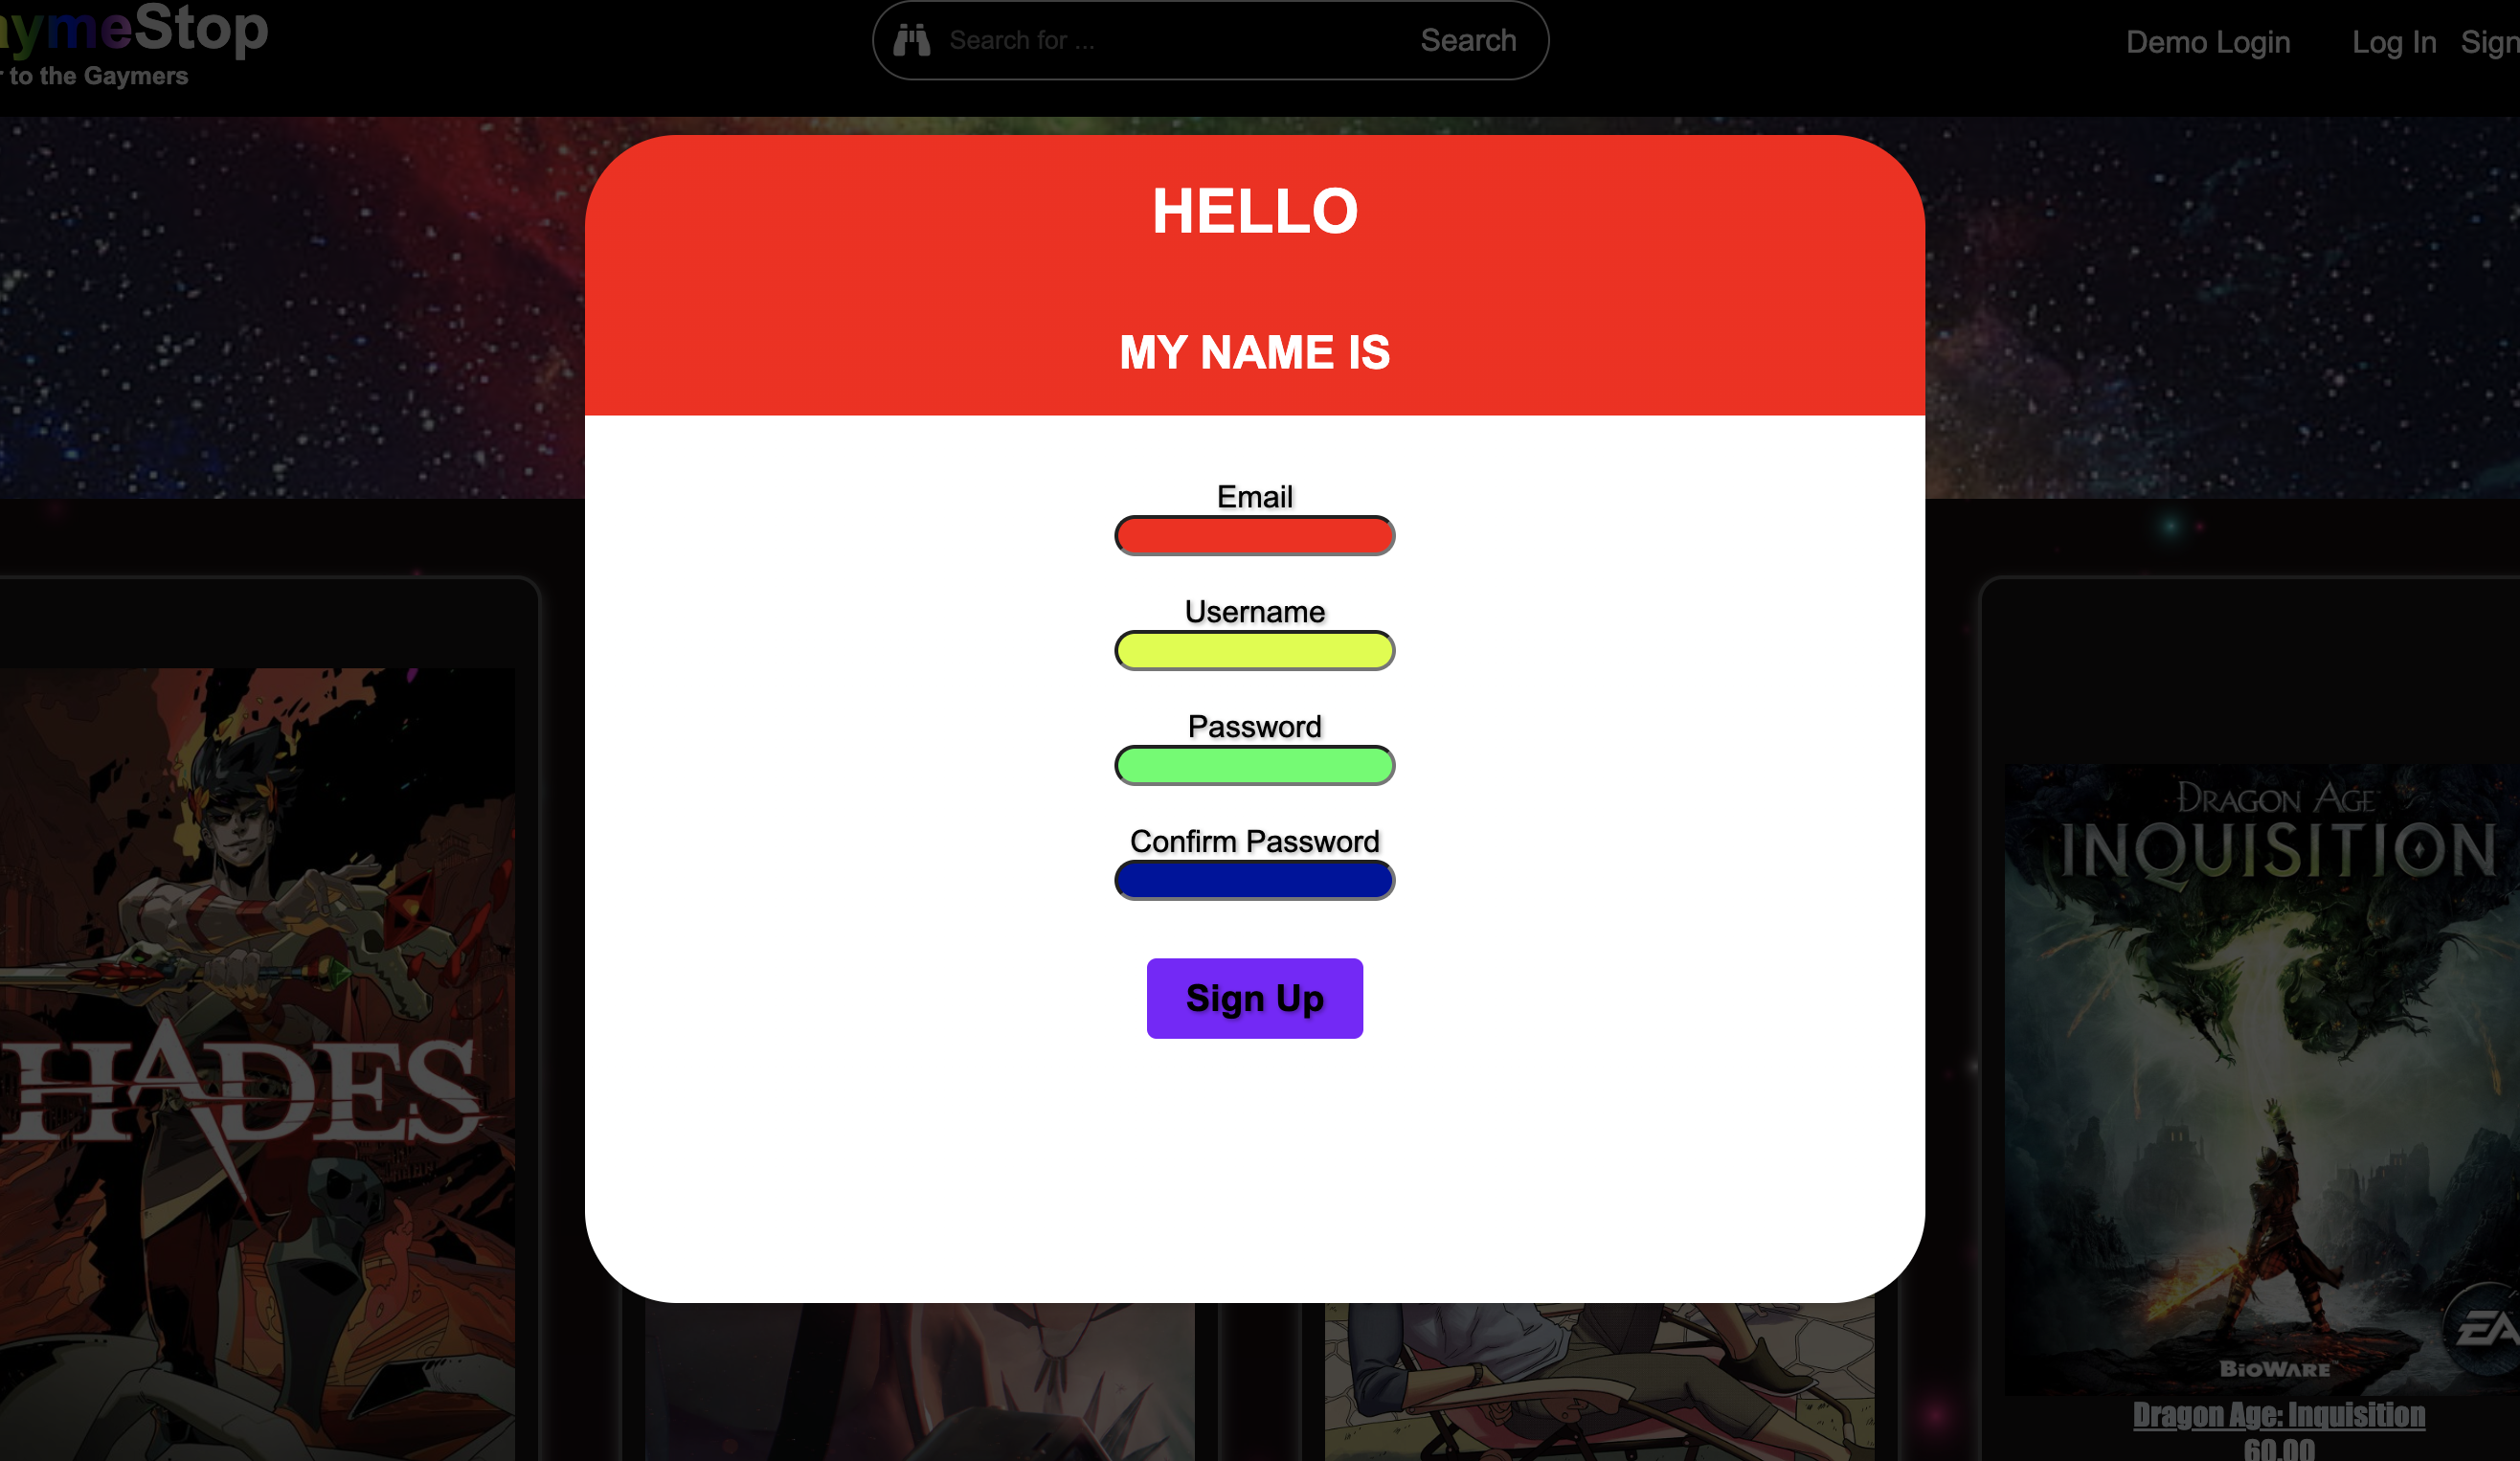 aymeStop
r to the Gaymers
Search for ...
Search
Demo Login
Log In
Sign
HELLO
MY NAME IS
Email
Username
Password
Confirm Password
Sign Up
HADES
DRAGON AGE
INQUISITION
EA
BIOWARE
Dragon Age: Inquisition
60.00